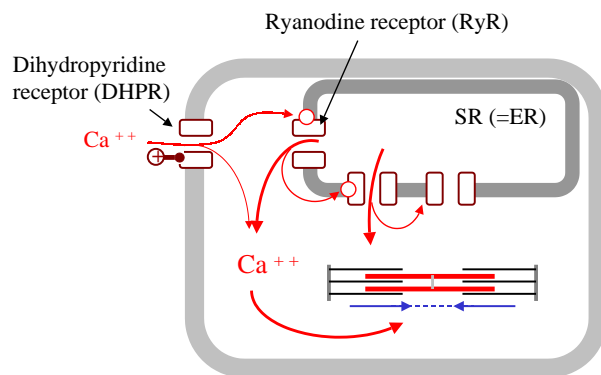 Ryanodine receptor (RyR)
Dihydropyridine
receptor (DHPR)
SR (=ER)
Ca ++
+
Ca ++